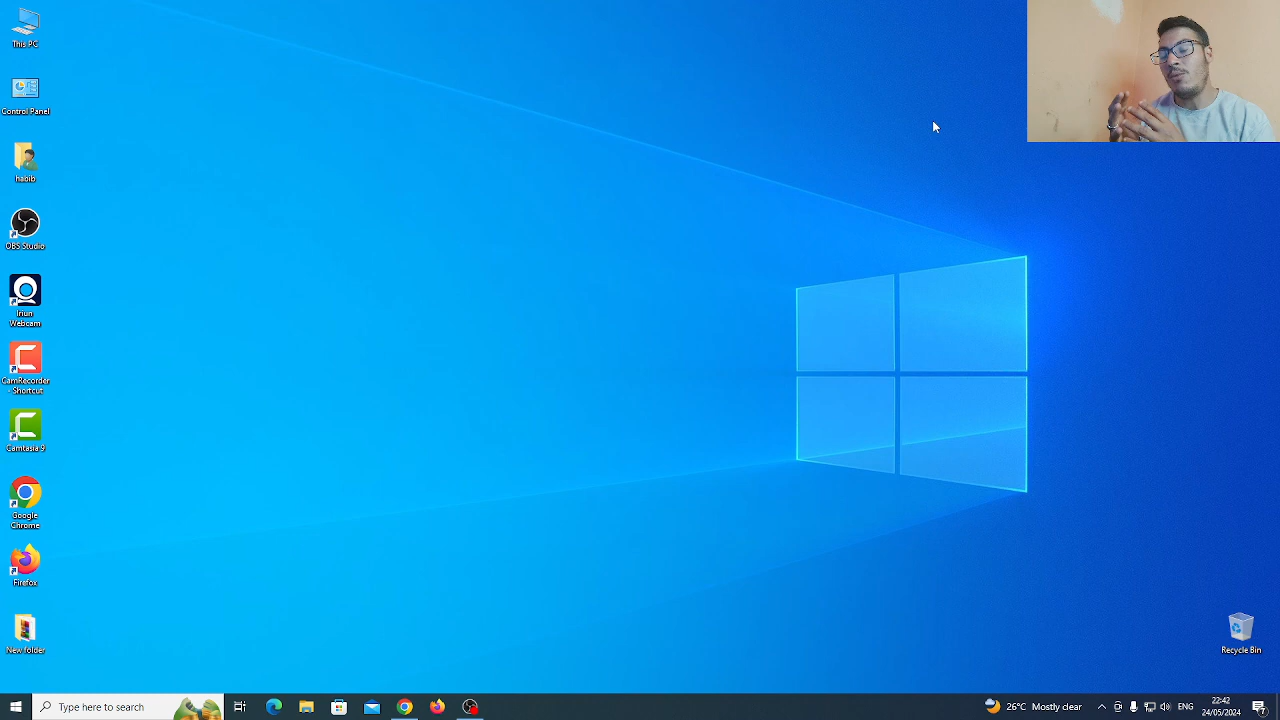 This PC
Control Panel
habib
OBS Studio
Iriun
Webcam
CamRecorder
- Shortcut
Camtasia 9
Google
Chrome
Firefox
New folder
Recycle Bin
Type here to search
26°C Mostly clear
ENG
22:42
24/05/2024